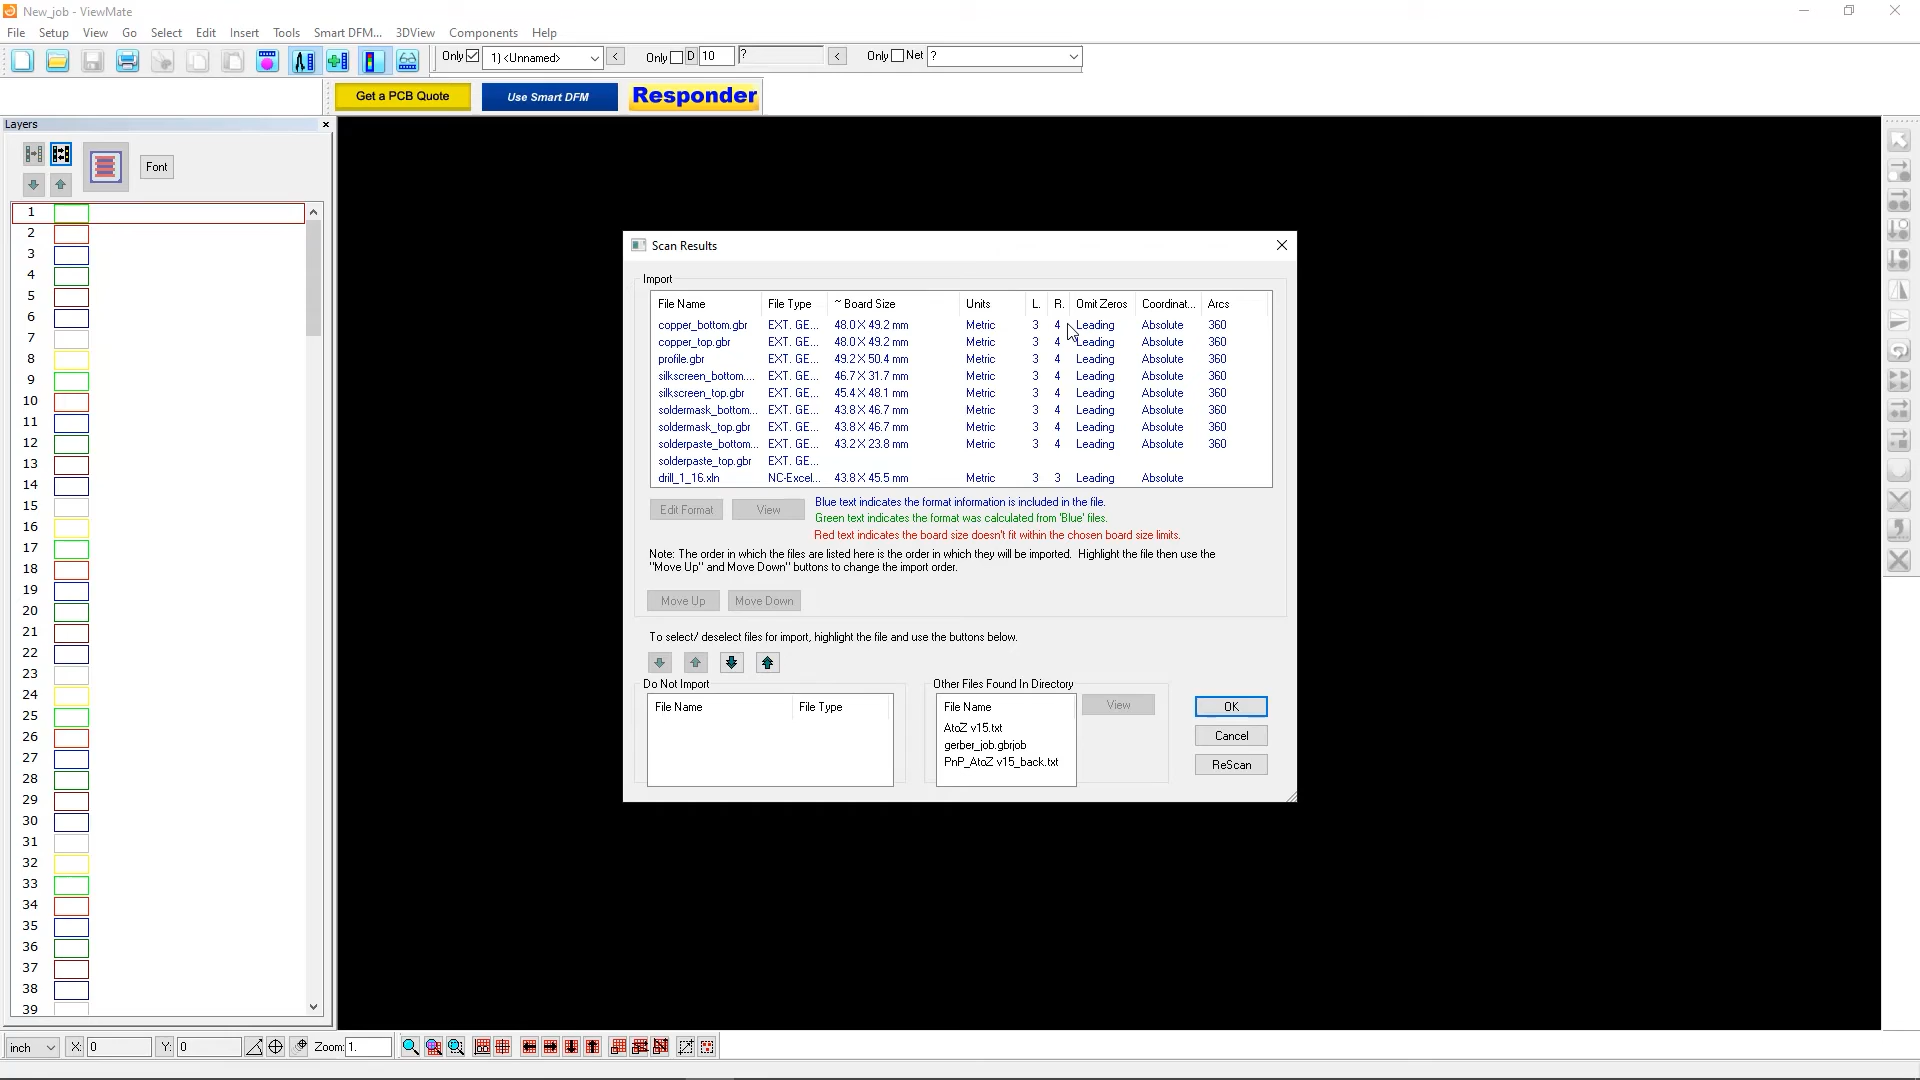 New_job - ViewMate
File Setup View Go Select Edit Insert Tools Smart DFM... 3DView Components Help
Only 1) <Unnamed> < Only D 10 ? < Only Net ?
Get a PCB Quote Use Smart DFM Responder
Layers
Font
1
2
3
4
5
6
7
8
9
10
11
12
13
14
15
16
17
18
19
20
21
22
23
24
25
26
27
28
29
30
31
32
33
34
35
36
37
38
39
Scan Results
Import
File Name File Type ~ Board Size Units L. R. Omit Zeros Coordinat... Arcs
copper_bottom.gbr EXT. GE... 48.0 X 49.2 mm Metric 3 4 Leading Absolute 360
copper_top.gbr EXT. GE... 48.0 X 49.2 mm Metric 3 4 Leading Absolute 360
profile.gbr EXT. GE... 49.2 X 50.4 mm Metric 3 4 Leading Absolute 360
silkscreen_bottom.... EXT. GE... 46.7 X 31.7 mm Metric 3 4 Leading Absolute 360
silkscreen_top.gbr EXT. GE... 45.4 X 48.1 mm Metric 3 4 Leading Absolute 360
soldermask_bottom... EXT. GE... 43.8 X 46.7 mm Metric 3 4 Leading Absolute 360
soldermask_top.gbr EXT. GE... 43.8 X 46.7 mm Metric 3 4 Leading Absolute 360
solderpaste_bottom... EXT. GE... 43.2 X 23.8 mm Metric 3 4 Leading Absolute 360
solderpaste_top.gbr EXT. GE...
drill_1_16.xln NC-Excel... 43.8 X 45.5 mm Metric 3 3 Leading Absolute
Edit Format View
Blue text indicates the format information is included in the file.
Green text indicates the format was calculated from 'Blue' files.
Red text indicates the board size doesn't fit within the chosen board size limits.
Note: The order in which the files are listed here is the order in which they will be imported. Highlight the file then use the
"Move Up" and Move Down" buttons to change the import order.
Move Up Move Down
To select/ deselect files for import, highlight the file and use the buttons below.
Do Not Import
File Name File Type
Other Files Found In Directory
File Name
AtoZ v15.txt
gerber_job.gbrjob
PnP_AtoZ v15_back.txt
View
OK
Cancel
ReScan
inch X: 0 Y: 0 Zoom: 1.